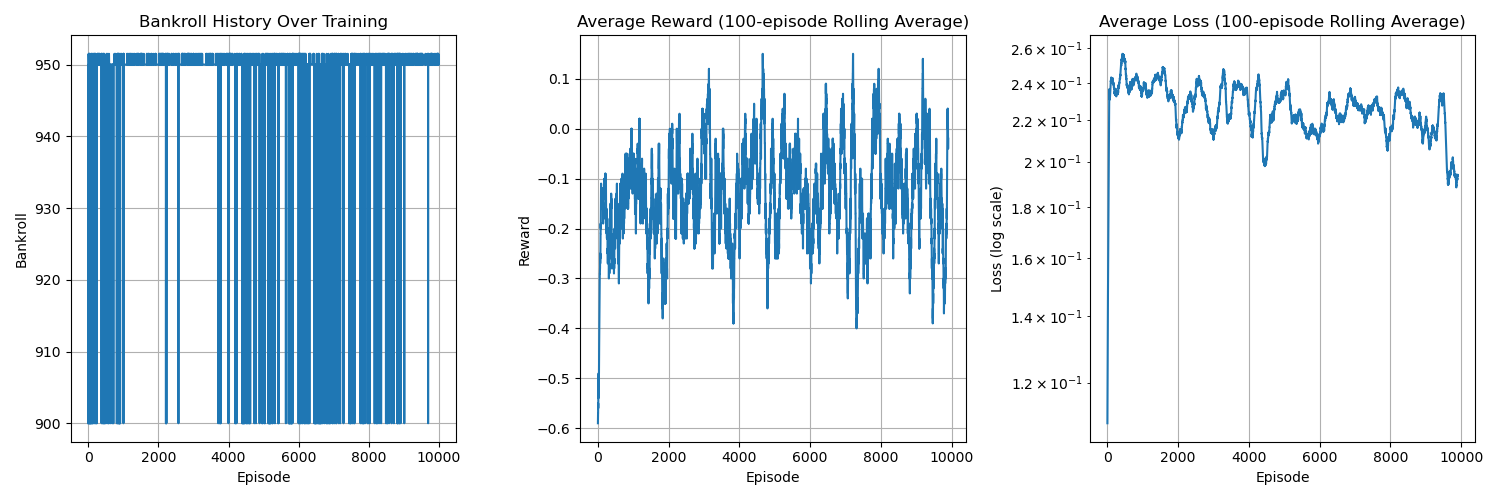 Bankroll History Over Training
Bankroll
950
940
930
920
910
900
0 2000 4000 6000 8000 10000
Episode
Average Reward (100-episode Rolling Average)
Reward
0.1
0.0
−0.1
−0.2
−0.3
−0.4
−0.5
−0.6
0 2000 4000 6000 8000 10000
Episode
Average Loss (100-episode Rolling Average)
Loss (log scale)
2.6 × 10⁻¹
2.4 × 10⁻¹
2.2 × 10⁻¹
2 × 10⁻¹
1.8 × 10⁻¹
1.6 × 10⁻¹
1.4 × 10⁻¹
1.2 × 10⁻¹
0 2000 4000 6000 8000 10000
Episode